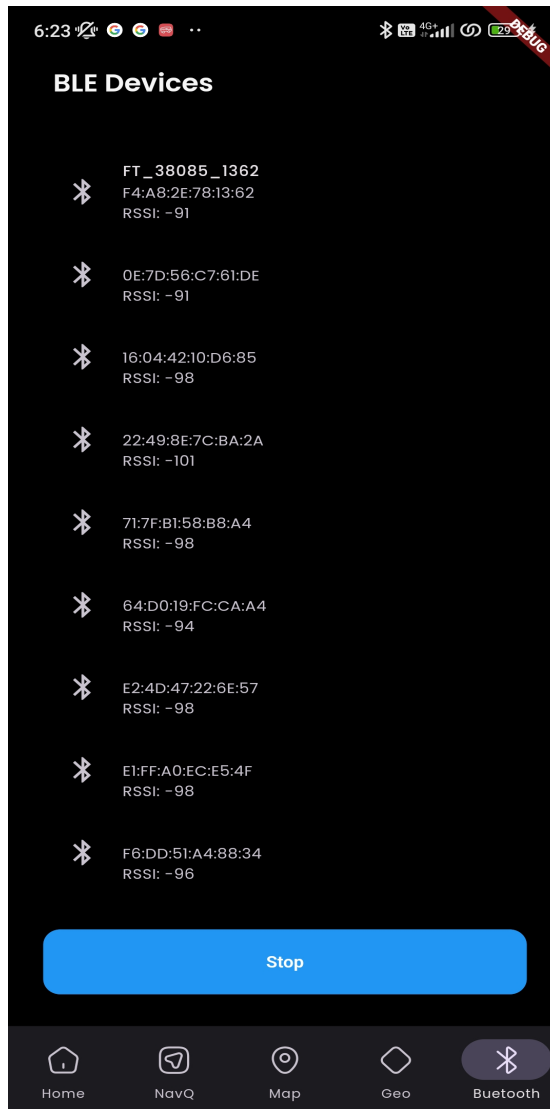 6:23
Vo
LTE
4G+
29
DEBUG
BLE Devices
FT_38085_1362
F4:A8:2E:78:13:62
RSSI: -91
0E:7D:56:C7:61:DE
RSSI: -91
16:04:42:10:D6:85
RSSI: -98
22:49:8E:7C:BA:2A
RSSI: -101
71:7F:B1:58:B8:A4
RSSI: -98
64:D0:19:FC:CA:A4
RSSI: -94
E2:4D:47:22:6E:57
RSSI: -98
E1:FF:A0:EC:E5:4F
RSSI: -98
F6:DD:51:A4:88:34
RSSI: -96
Stop
Home NavQ Map Geo Buetooth